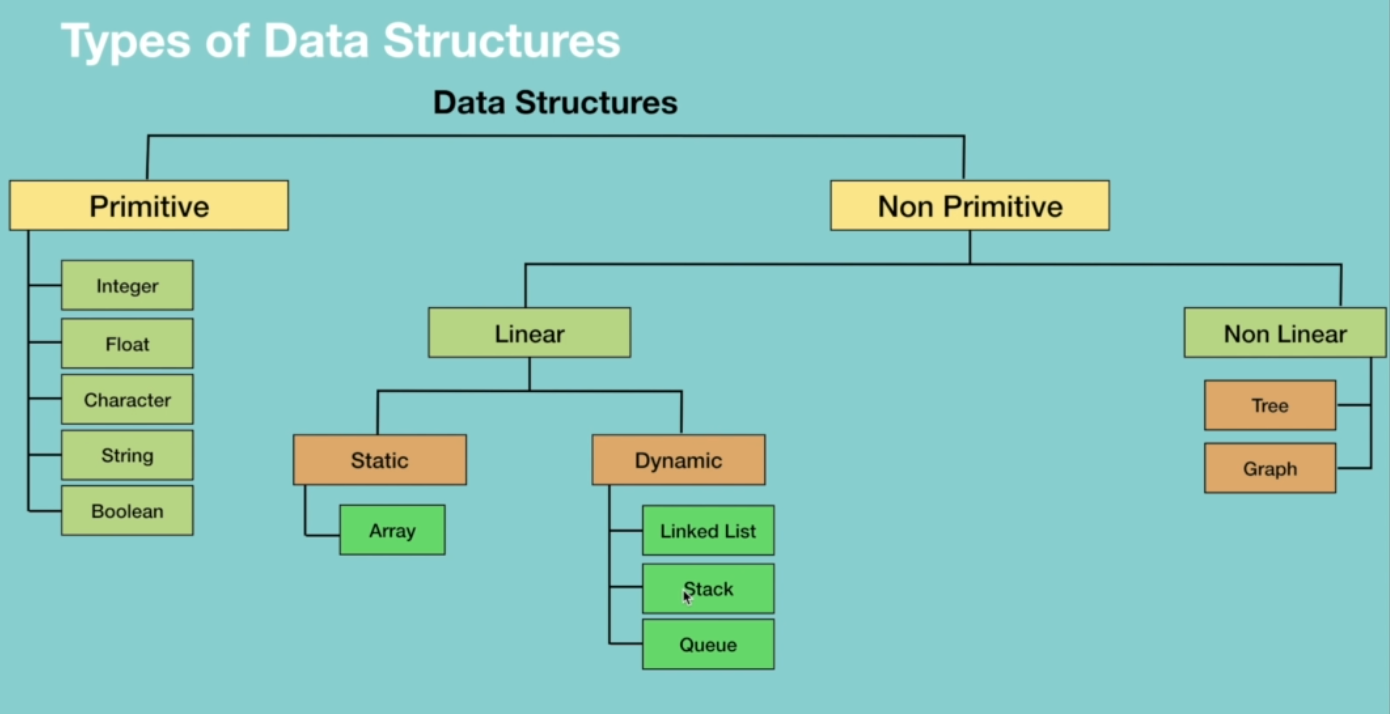 Types of Data Structures
Data Structures
Primitive
Non Primitive
Integer
Float
Character
String
Boolean
Linear
Non Linear
Static
Dynamic
Array
Linked List
Stack
Queue
Tree
Graph